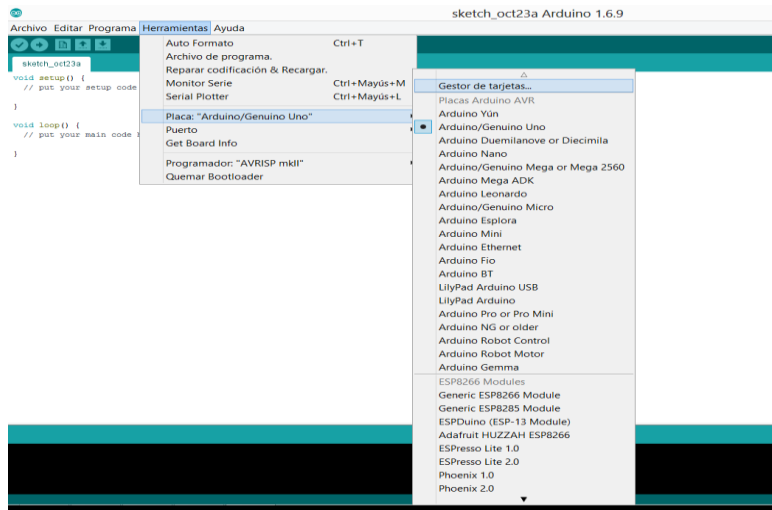 sketch_oct23a Arduino 1.6.9
Archivo Editar Programa Herramientas Ayuda
sketch_oct23a
void setup() {
// put your setup code
}
void loop() {
// put your main code
}
Auto Formato Ctrl+T
Archivo de programa.
Reparar codificación & Recargar.
Monitor Serie Ctrl+Mayús+M
Serial Plotter Ctrl+Mayús+L
Placa: "Arduino/Genuino Uno"
Puerto
Get Board Info
Programador: "AVRISP mkII"
Quemar Bootloader
Gestor de tarjetas...
Placas Arduino AVR
Arduino Yún
Arduino/Genuino Uno
Arduino Duemilanove or Diecimila
Arduino Nano
Arduino/Genuino Mega or Mega 2560
Arduino Mega ADK
Arduino Leonardo
Arduino/Genuino Micro
Arduino Esplora
Arduino Mini
Arduino Ethernet
Arduino Fio
Arduino BT
LilyPad Arduino USB
LilyPad Arduino
Arduino Pro or Pro Mini
Arduino NG or older
Arduino Robot Control
Arduino Robot Motor
Arduino Gemma
ESP8266 Modules
Generic ESP8266 Module
Generic ESP8285 Module
ESPDuino (ESP-13 Module)
Adafruit HUZZAH ESP8266
ESPresso Lite 1.0
ESPresso Lite 2.0
Phoenix 1.0
Phoenix 2.0